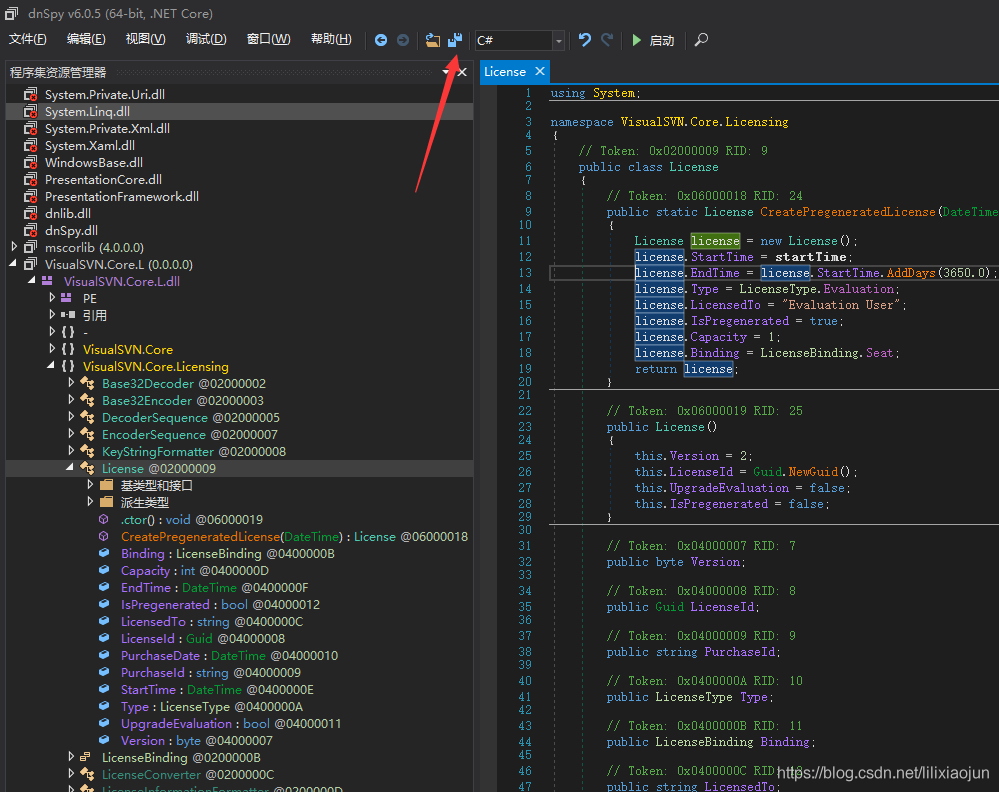 dnSpy v6.0.5 (64-bit, .NET Core)
文件(F) 编辑(E) 视图(V) 调试(D) 窗口(W) 帮助(H) C# 启动
程序集资源管理器
System.Private.Uri.dll
System.Linq.dll
System.Private.Xml.dll
System.Xaml.dll
WindowsBase.dll
PresentationCore.dll
PresentationFramework.dll
dnlib.dll
dnSpy.dll
mscorlib (4.0.0.0)
VisualSVN.Core.L (0.0.0.0)
VisualSVN.Core.L.dll
PE
引用
{ } -
{ } VisualSVN.Core
{ } VisualSVN.Core.Licensing
Base32Decoder @02000002
Base32Encoder @02000003
DecoderSequence @02000005
EncoderSequence @02000007
KeyStringFormatter @02000008
License @02000009
基类型和接口
派生类型
.ctor() : void @06000019
CreatePregeneratedLicense(DateTime) : License @06000018
Binding : LicenseBinding @0400000B
Capacity : int @0400000D
EndTime : DateTime @0400000F
IsPregenerated : bool @04000012
LicensedTo : string @0400000C
LicenseId : Guid @04000008
PurchaseDate : DateTime @04000010
PurchaseId : string @04000009
StartTime : DateTime @0400000E
Type : LicenseType @0400000A
UpgradeEvaluation : bool @04000011
Version : byte @04000007
LicenseBinding @0200000B
LicenseConverter @0200000C
LicenseInformationFormatter @0200000D
License
1 using System;
2
3 namespace VisualSVN.Core.Licensing
4 {
5 // Token: 0x02000009 RID: 9
6 public class License
7 {
8 // Token: 0x06000018 RID: 24
9 public static License CreatePregeneratedLicense(DateTime
10 {
11 License license = new License();
12 license.StartTime = startTime;
13 license.EndTime = license.StartTime.AddDays(3650.0);
14 license.Type = LicenseType.Evaluation;
15 license.LicensedTo = "Evaluation User";
16 license.IsPregenerated = true;
17 license.Capacity = 1;
18 license.Binding = LicenseBinding.Seat;
19 return license;
20 }
21
22 // Token: 0x06000019 RID: 25
23 public License()
24 {
25 this.Version = 2;
26 this.LicenseId = Guid.NewGuid();
27 this.UpgradeEvaluation = false;
28 this.IsPregenerated = false;
29 }
30
31 // Token: 0x04000007 RID: 7
32 public byte Version;
33
34 // Token: 0x04000008 RID: 8
35 public Guid LicenseId;
36
37 // Token: 0x04000009 RID: 9
38 public string PurchaseId;
39
40 // Token: 0x0400000A RID: 10
41 public LicenseType Type;
42
43 // Token: 0x0400000B RID: 11
44 public LicenseBinding Binding;
45
46 // Token: 0x0400000C RID:
47 public string LicensedTo;
https://blog.csdn.net/lilixiaojun